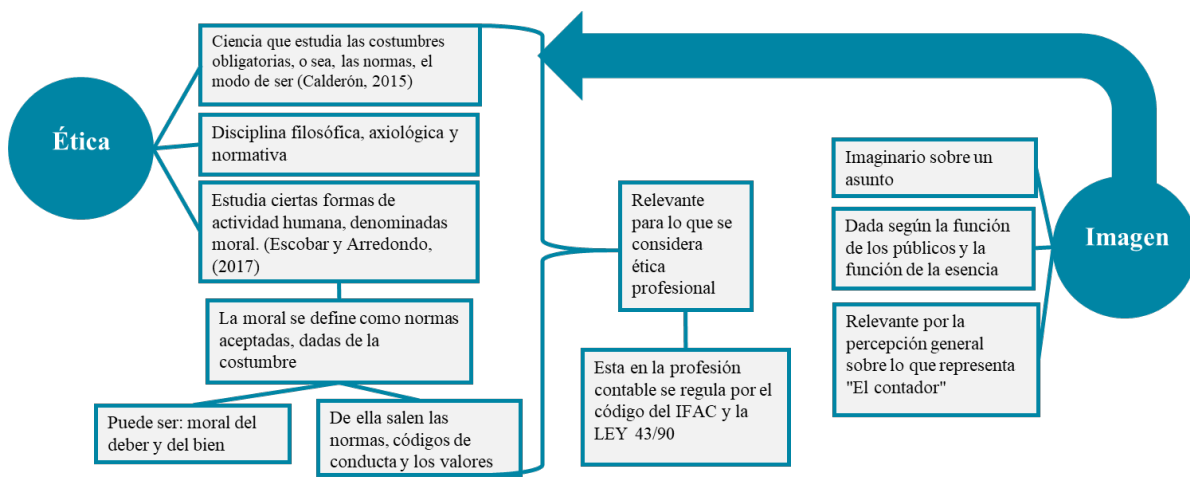 Ética
Ciencia que estudia las costumbres
obligatorias, o sea, las normas, el
modo de ser (Calderón, 2015)
Disciplina filosófica, axiológica y
normativa
Estudia ciertas formas de
actividad humana, denominadas
moral. (Escobar y Arredondo,
(2017)
La moral se define como normas
aceptadas, dadas de la
costumbre
Puede ser: moral del
deber y del bien
De ella salen las
normas, códigos de
conducta y los valores
Relevante
para lo que se
considera
ética
profesional
Esta en la profesión
contable se regula por el
código del IFAC y la
LEY 43/90
Imaginario sobre un
asunto
Dada según la función
de los públicos y la
función de la esencia
Relevante por la
percepción general
sobre lo que representa
"El contador"
Imagen